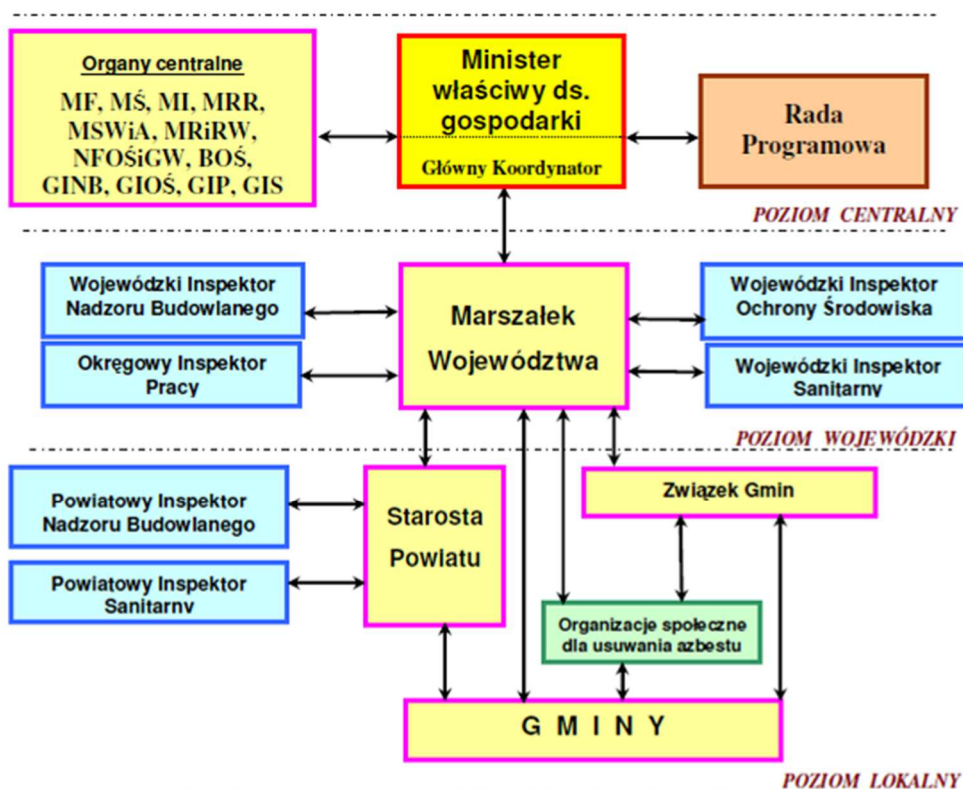 Organy centralne
MF, MŚ, MI, MRR,
MSWiA, MRiRW,
NFOŚiGW, BOŚ,
GINB, GIOŚ, GIP, GIS
Minister
właściwy ds.
gospodarki
Główny Koordynator
Rada
Programowa
POZIOM CENTRALNY
Wojewódzki Inspektor
Nadzoru Budowlanego
Okręgowy Inspektor
Pracy
Marszałek
Województwa
Wojewódzki Inspektor
Ochrony Środowiska
Wojewódzki Inspektor
Sanitarny
POZIOM WOJEWÓDZKI
Powiatowy Inspektor
Nadzoru Budowlanego
Powiatowy Inspektor
Sanitarny
Starosta
Powiatu
Związek Gmin
Organizacje społeczne
dla usuwania azbestu
G M I N Y
POZIOM LOKALNY